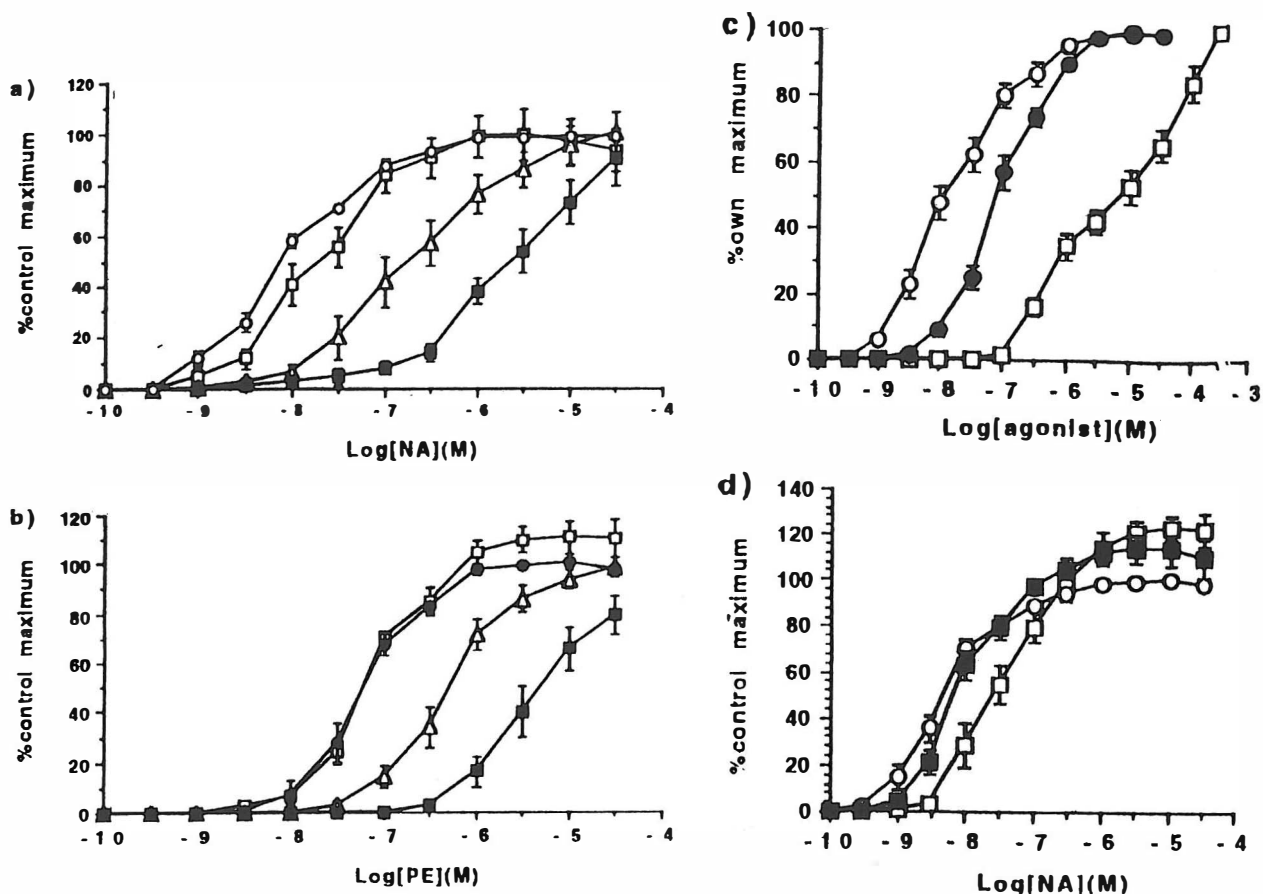 a)
%control maximum
120
100
80
60
40
20
0
-10 -9 -8 -7 -6 -5 -4
Log[NA](M)
b)
%control maximum
120
100
80
60
40
20
0
-10 -9 -8 -7 -6 -5 -4
Log[PE](M)
c)
%own maximum
100
80
60
40
20
0
-10 -9 -8 -7 -6 -5 -4 -3
Log[agonist](M)
d)
%control maximum
140
120
100
80
60
40
20
0
-10 -9 -8 -7 -6 -5 -4
Log[NA](M)